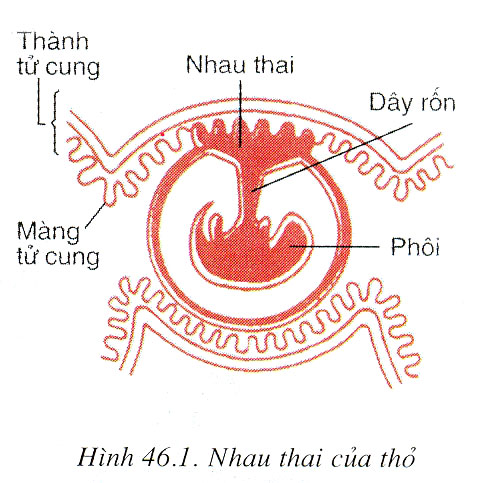 Thành
tử cung
Nhau thai
Dây rốn
Màng
tử cung
Phôi
Hình 46.1. Nhau thai của thỏ